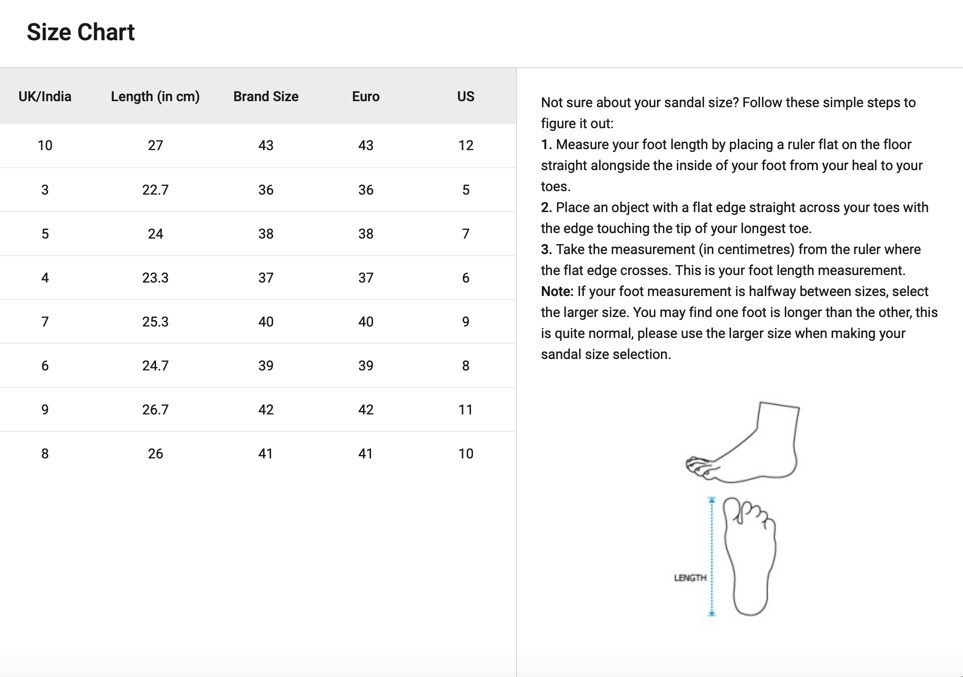 Size Chart
UK/India Length (in cm) Brand Size Euro US
10 27 43 43 12
3 22.7 36 36 5
5 24 38 38 7
4 23.3 37 37 6
7 25.3 40 40 9
6 24.7 39 39 8
9 26.7 42 42 11
8 26 41 41 10
Not sure about your sandal size? Follow these simple steps to
figure it out:
1. Measure your foot length by placing a ruler flat on the floor
straight alongside the inside of your foot from your heal to your
toes.
2. Place an object with a flat edge straight across your toes with
the edge touching the tip of your longest toe.
3. Take the measurement (in centimetres) from the ruler where
the flat edge crosses. This is your foot length measurement.
Note: If your foot measurement is halfway between sizes, select
the larger size. You may find one foot is longer than the other, this
is quite normal, please use the larger size when making your
sandal size selection.
LENGTH